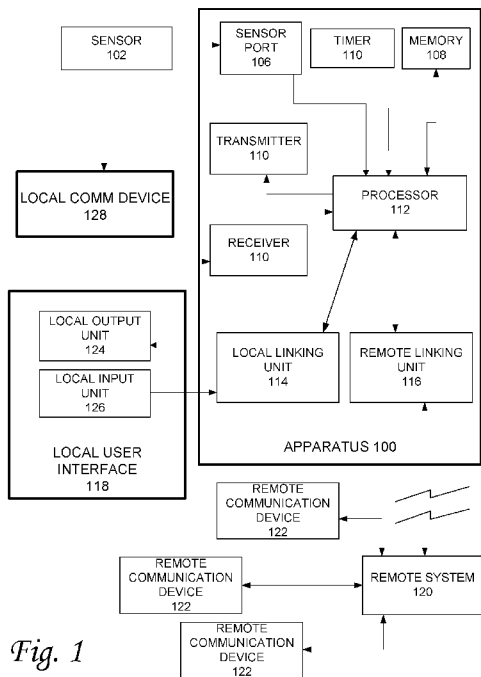 SENSOR
102
SENSOR
PORT
106
TIMER
110
MEMORY
108
TRANSMITTER
110
LOCAL COMM DEVICE
128
PROCESSOR
112
RECEIVER
110
LOCAL OUTPUT
UNIT
124
LOCAL INPUT
UNIT
126
LOCAL USER
INTERFACE
118
LOCAL LINKING
UNIT
114
REMOTE LINKING
UNIT
116
APPARATUS 100
REMOTE
COMMUNICATION
DEVICE
122
REMOTE
COMMUNICATION
DEVICE
122
REMOTE SYSTEM
120
REMOTE
COMMUNICATION
DEVICE
122
Fig. 1